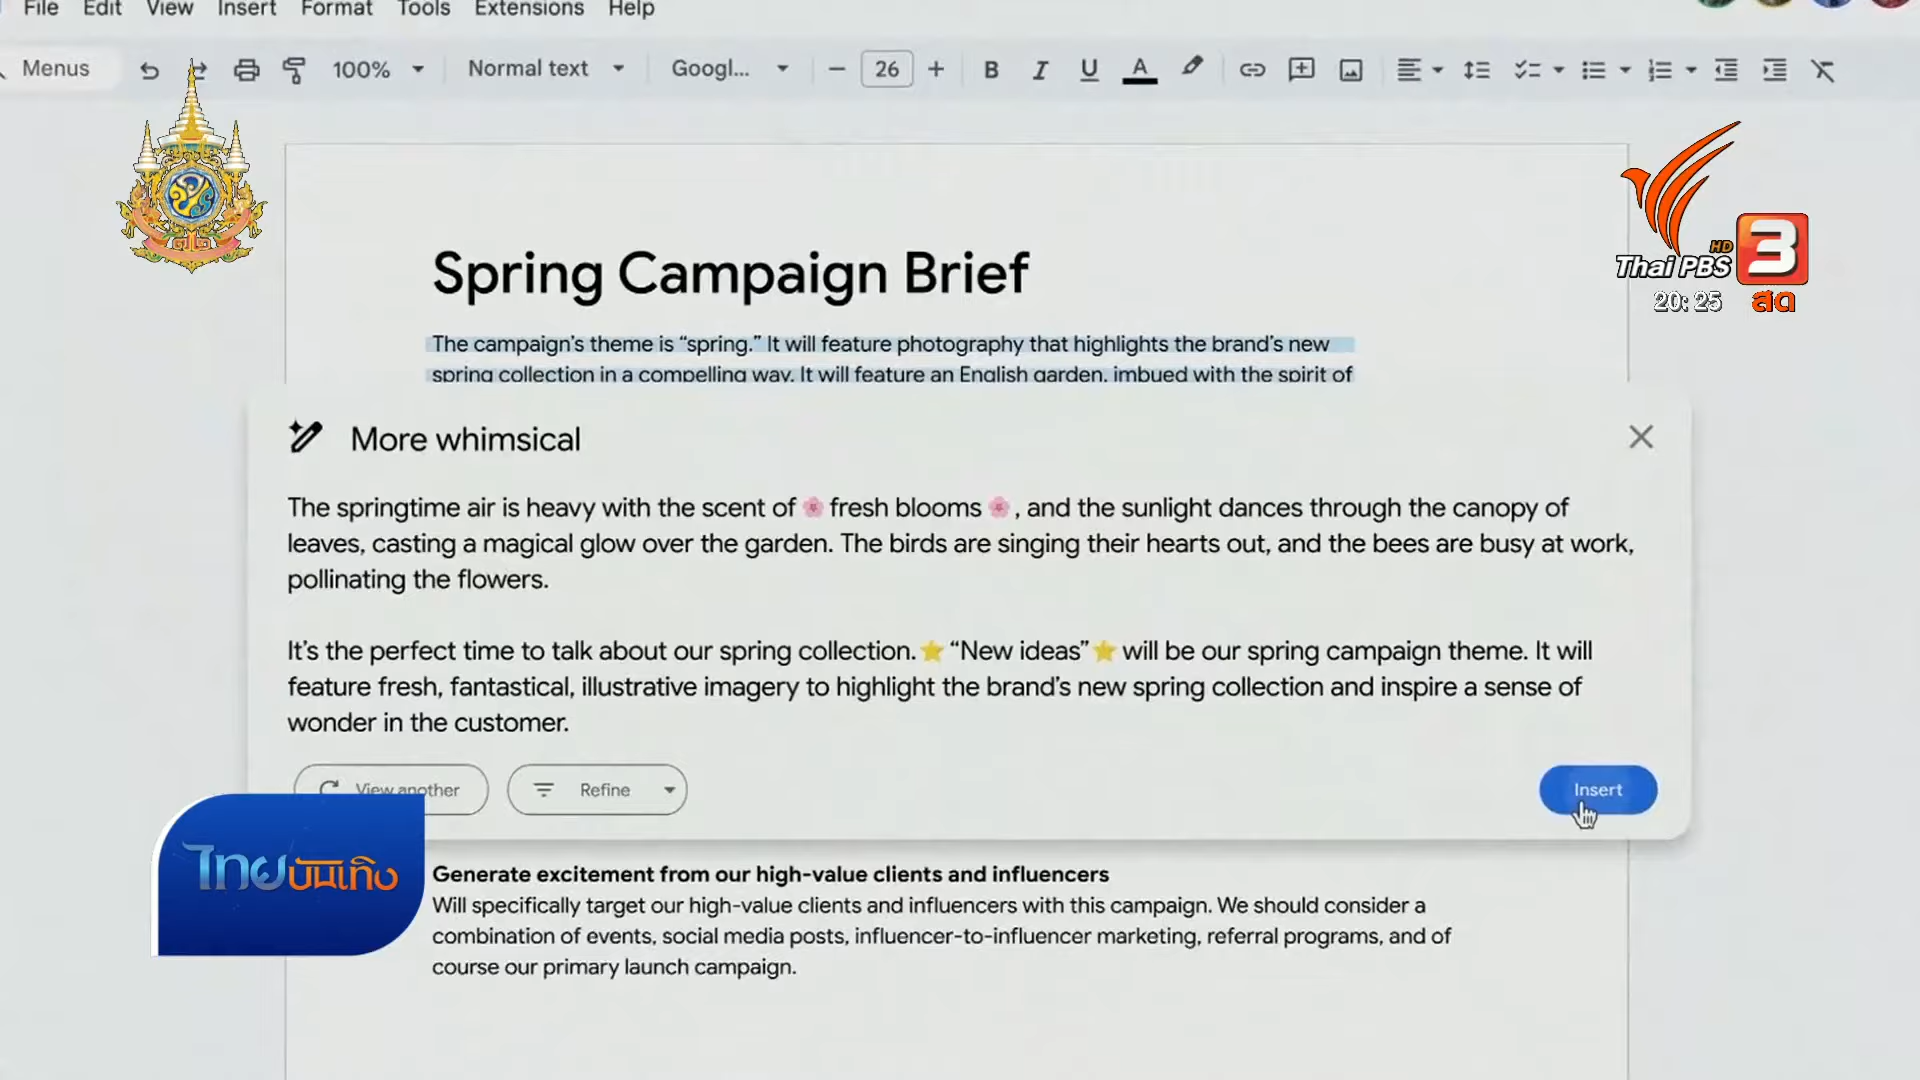 File Edit View Insert Format Tools Extensions Help
Menus 100% Normal text Googl... 26 B I U A
Thai PBS HD 3
20:25 สด
Spring Campaign Brief
The campaign's theme is “spring.” It will feature photography that highlights the brand's new
spring collection in a compelling way. It will feature an English garden, imbued with the spirit of
More whimsical
The springtime air is heavy with the scent of 🌸 fresh blooms 🌸, and the sunlight dances through the canopy of
leaves, casting a magical glow over the garden. The birds are singing their hearts out, and the bees are busy at work,
pollinating the flowers.
It's the perfect time to talk about our spring collection.⭐ “New ideas”⭐ will be our spring campaign theme. It will
feature fresh, fantastical, illustrative imagery to highlight the brand's new spring collection and inspire a sense of
wonder in the customer.
View another Refine Insert
ไทยบันเทิง
Generate excitement from our high-value clients and influencers
Will specifically target our high-value clients and influencers with this campaign. We should consider a
combination of events, social media posts, influencer-to-influencer marketing, referral programs, and of
course our primary launch campaign.